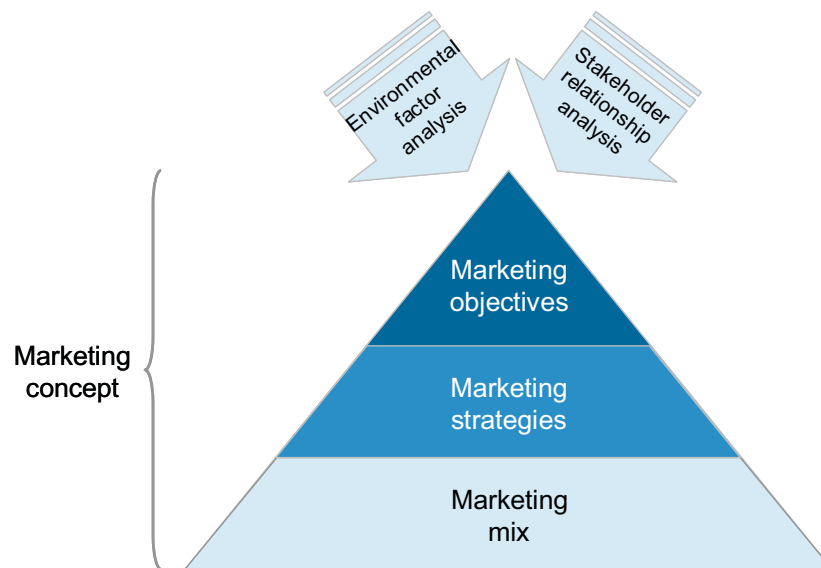 Environmental
factor
analysis
Stakeholder
relationship
analysis
Marketing
objectives
Marketing
concept
Marketing
strategies
Marketing
mix